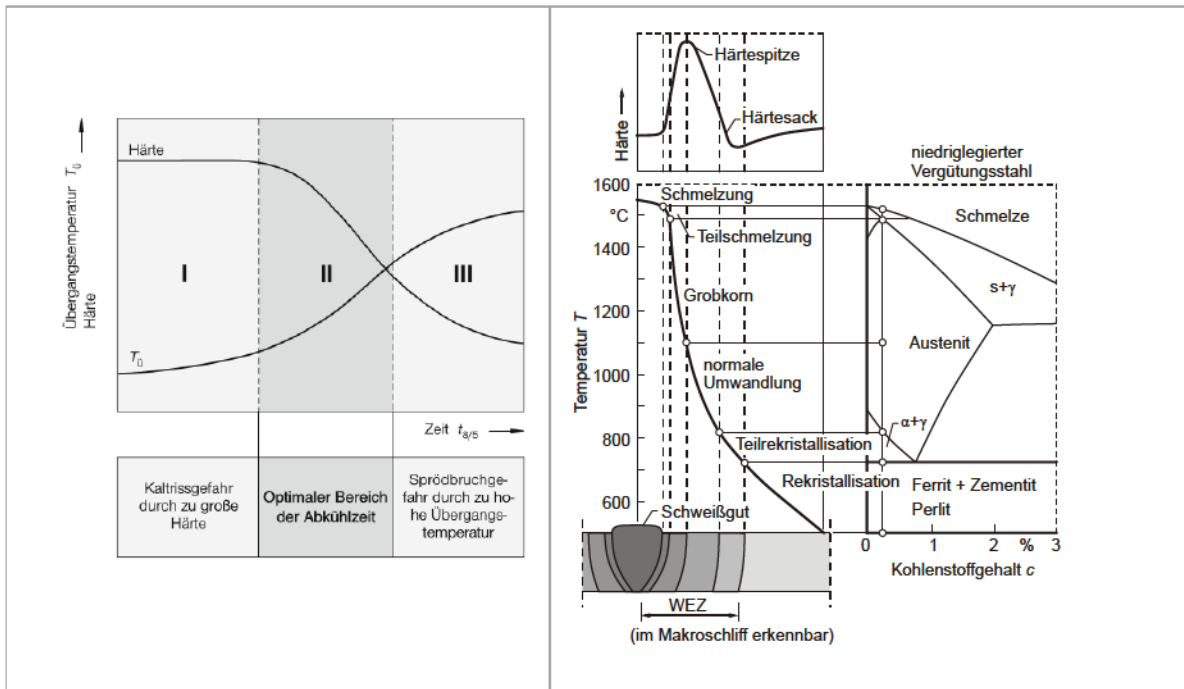 Übergangstemperatur Tü
Härte
Härte
I
II
III
Tü
Zeit t8/5
Kaltrissgefahr
durch zu große
Härte
Optimaler Bereich
der Abkühlzeit
Sprödbruchge-
fahr durch zu ho-
he Übergangs-
temperatur
Härte
Härtespitze
Härtesack
niedriglegierter
Vergütungsstahl
Temperatur T
1600
°C
1400
1200
1000
800
600
Schmelzung
Teilschmelzung
Grobkorn
normale
Umwandlung
Teilrekristallisation
Rekristallisation
Schweißgut
Schmelze
s+γ
Austenit
α+γ
Ferrit + Zementit
Perlit
0 1 2 % 3
Kohlenstoffgehalt c
WEZ
(im Makroschliff erkennbar)